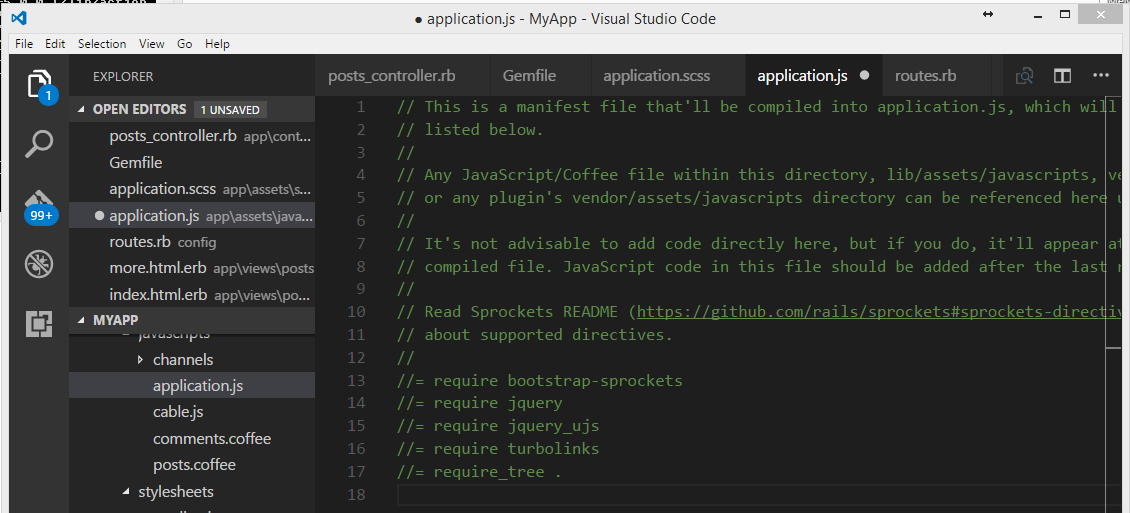 ● application.js - MyApp - Visual Studio Code
File Edit Selection View Go Help
EXPLORER
posts_controller.rb Gemfile application.scss application.js ● routes.rb
1
OPEN EDITORS 1 UNSAVED
posts_controller.rb app\cont...
Gemfile
application.scss app\assets\s...
99+
● application.js app\assets\java...
routes.rb config
more.html.erb app\views\posts
index.html.erb app\views\po...
MYAPP
javascripts
channels
application.js
cable.js
comments.coffee
posts.coffee
stylesheets
1 // This is a manifest file that'll be compiled into application.js, which will
2 // listed below.
3 //
4 // Any JavaScript/Coffee file within this directory, lib/assets/javascripts, ve
5 // or any plugin's vendor/assets/javascripts directory can be referenced here u
6 //
7 // It's not advisable to add code directly here, but if you do, it'll appear at
8 // compiled file. JavaScript code in this file should be added after the last r
9 //
10 // Read Sprockets README (https://github.com/rails/sprockets#sprockets-directiv
11 // about supported directives.
12 //
13 //= require bootstrap-sprockets
14 //= require jquery
15 //= require jquery_ujs
16 //= require turbolinks
17 //= require_tree .
18